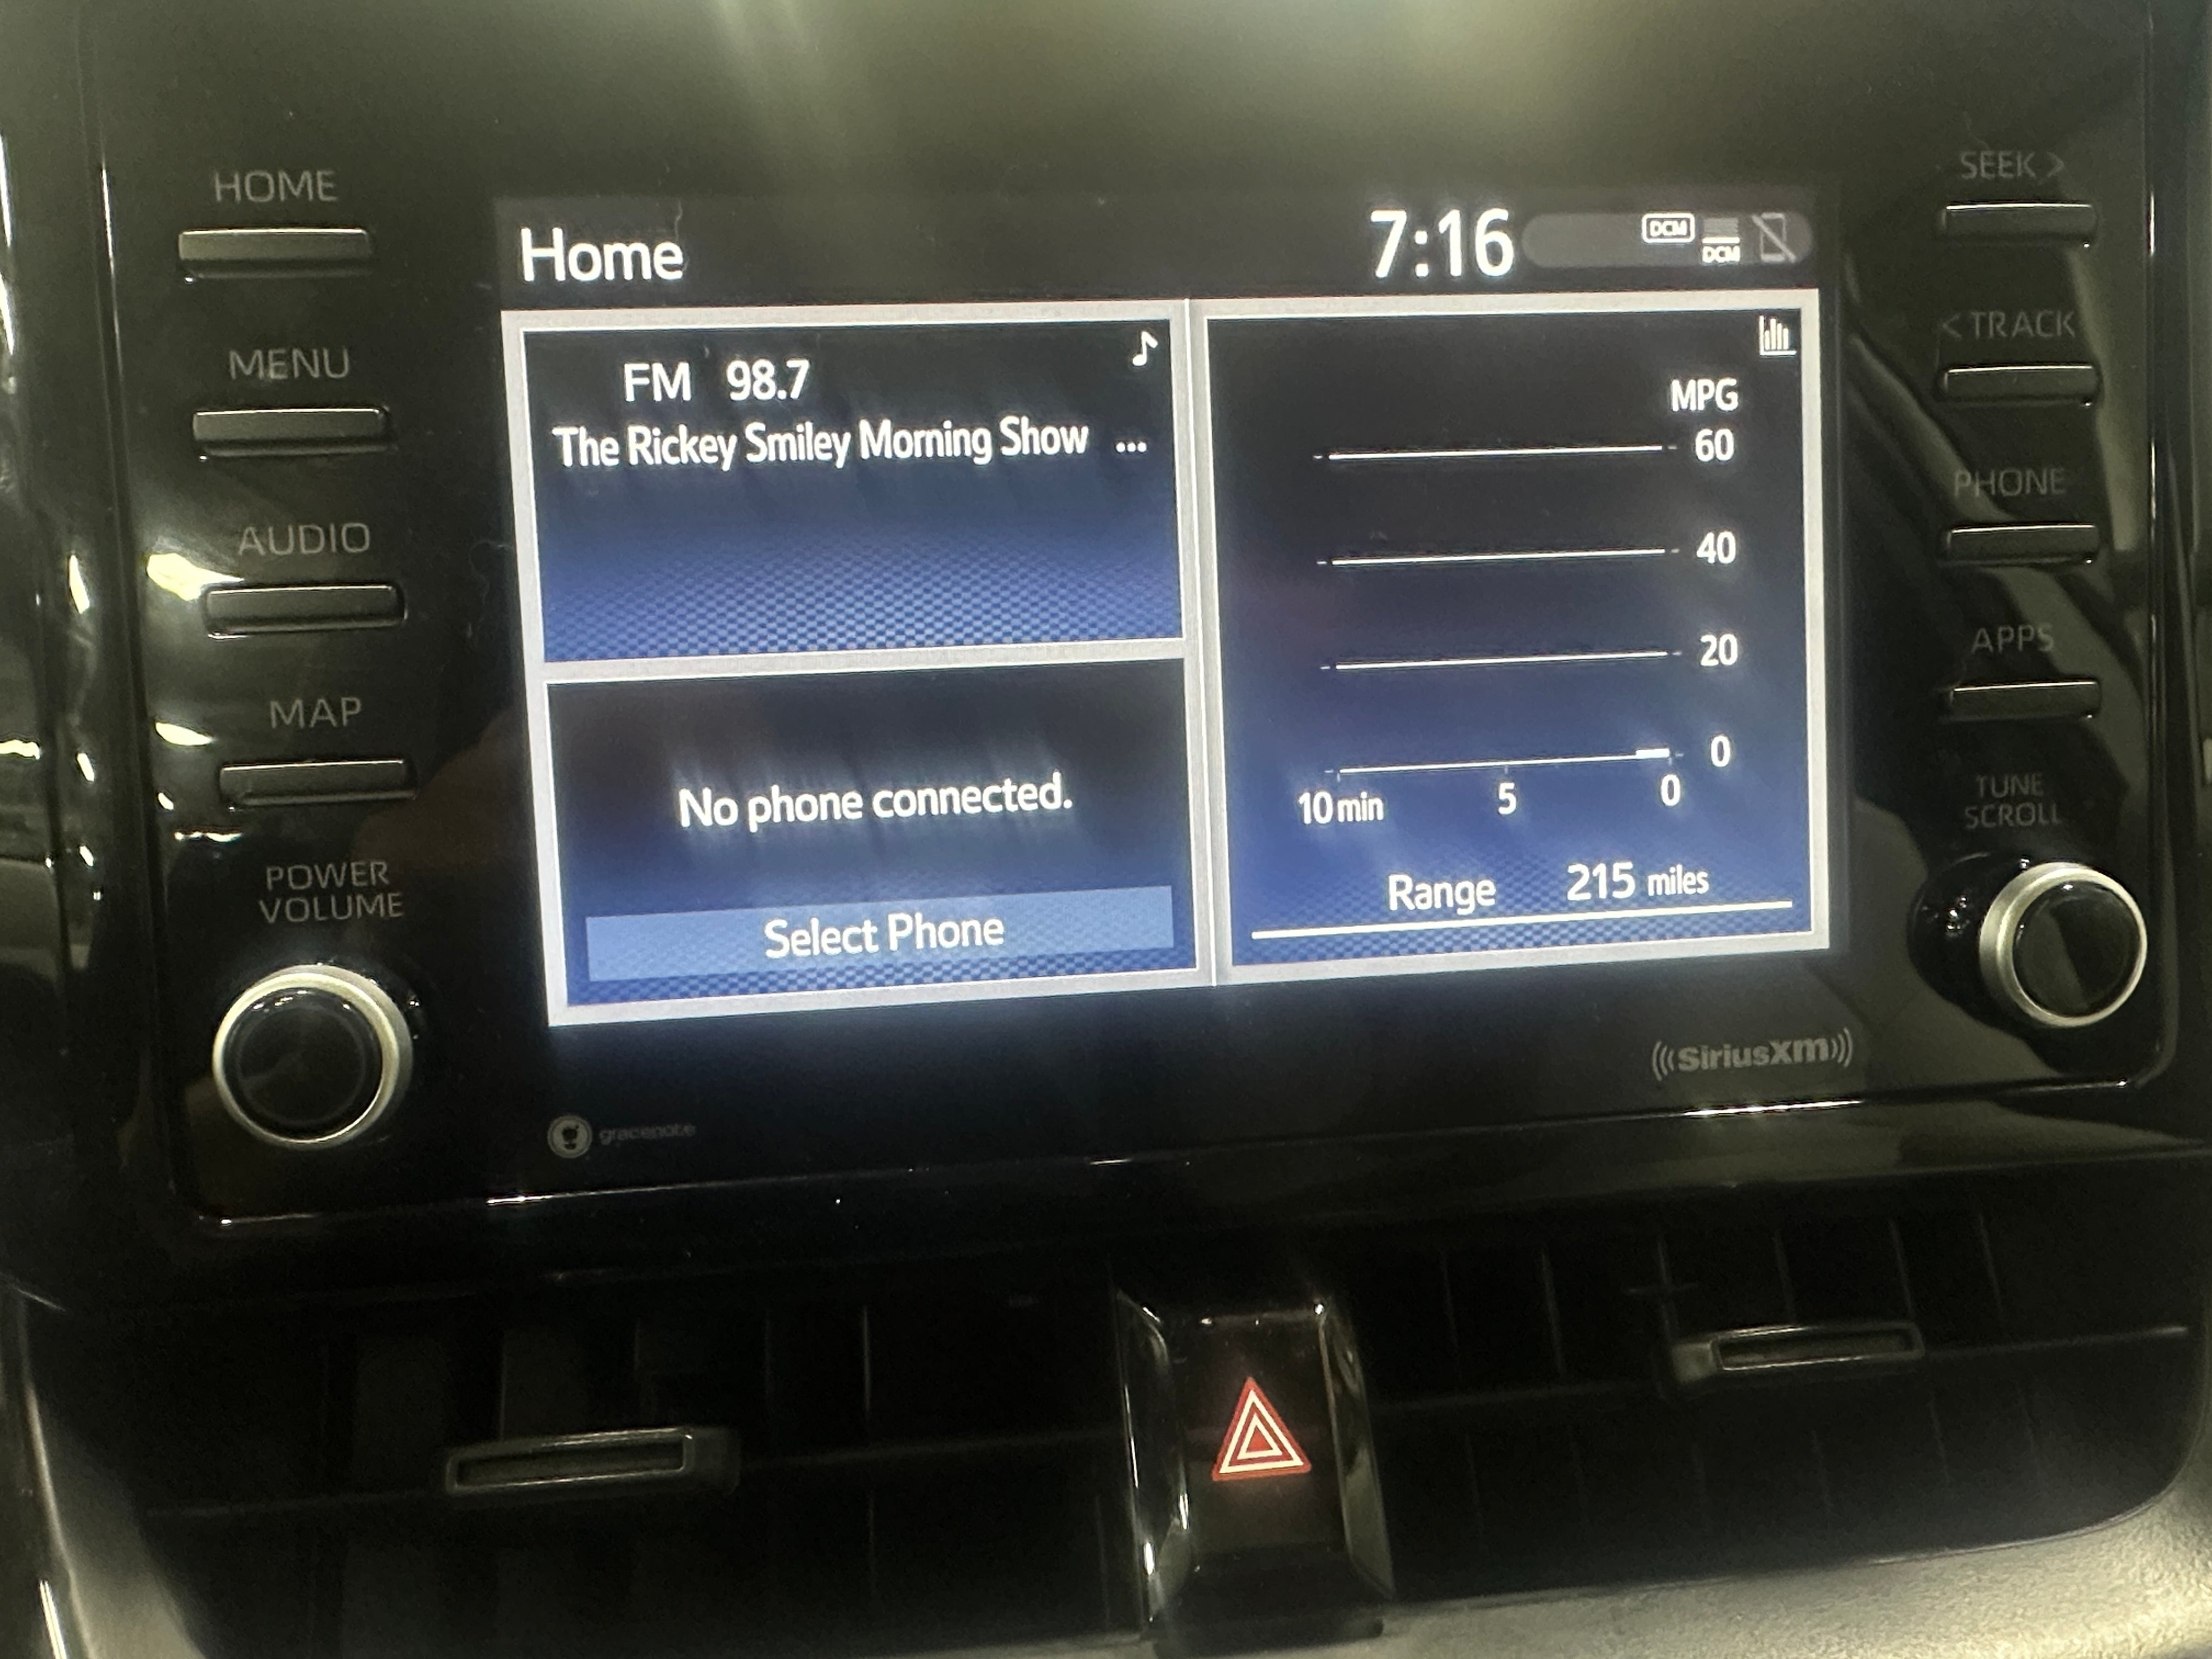 HOME
MENU
AUDIO
MAP
POWER
VOLUME
Home
7:16
DCM
DCM
FM 98.7
The Rickey Smiley Morning Show ...
No phone connected.
Select Phone
MPG
60
40
20
0
10 min 5 0
Range 215 miles
SEEK >
< TRACK
PHONE
APPS
TUNE
SCROLL
gracenote
((SiriusXM))